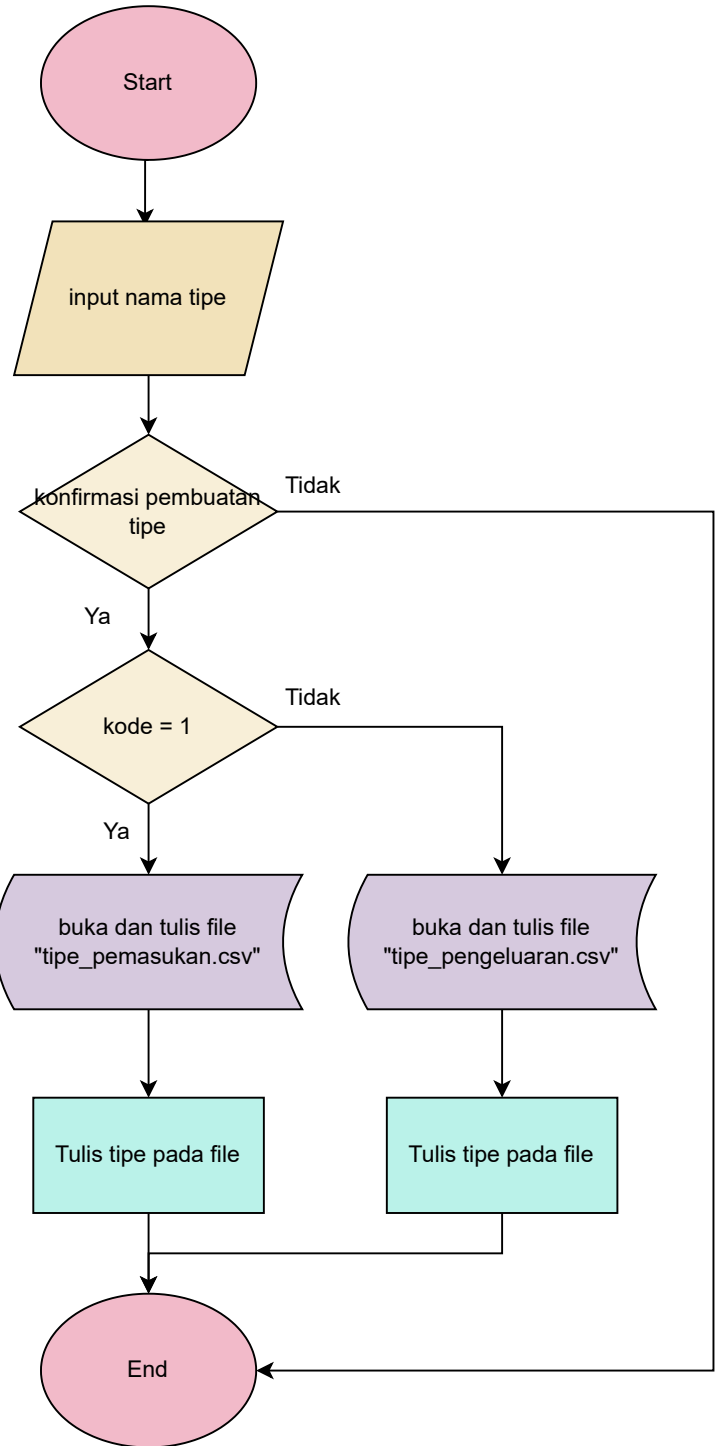 Start
input nama tipe
konfirmasi pembuatan
tipe
Tidak
Ya
kode = 1
Tidak
Ya
buka dan tulis file
"tipe_pemasukan.csv"
buka dan tulis file
"tipe_pengeluaran.csv"
Tulis tipe pada file
Tulis tipe pada file
End